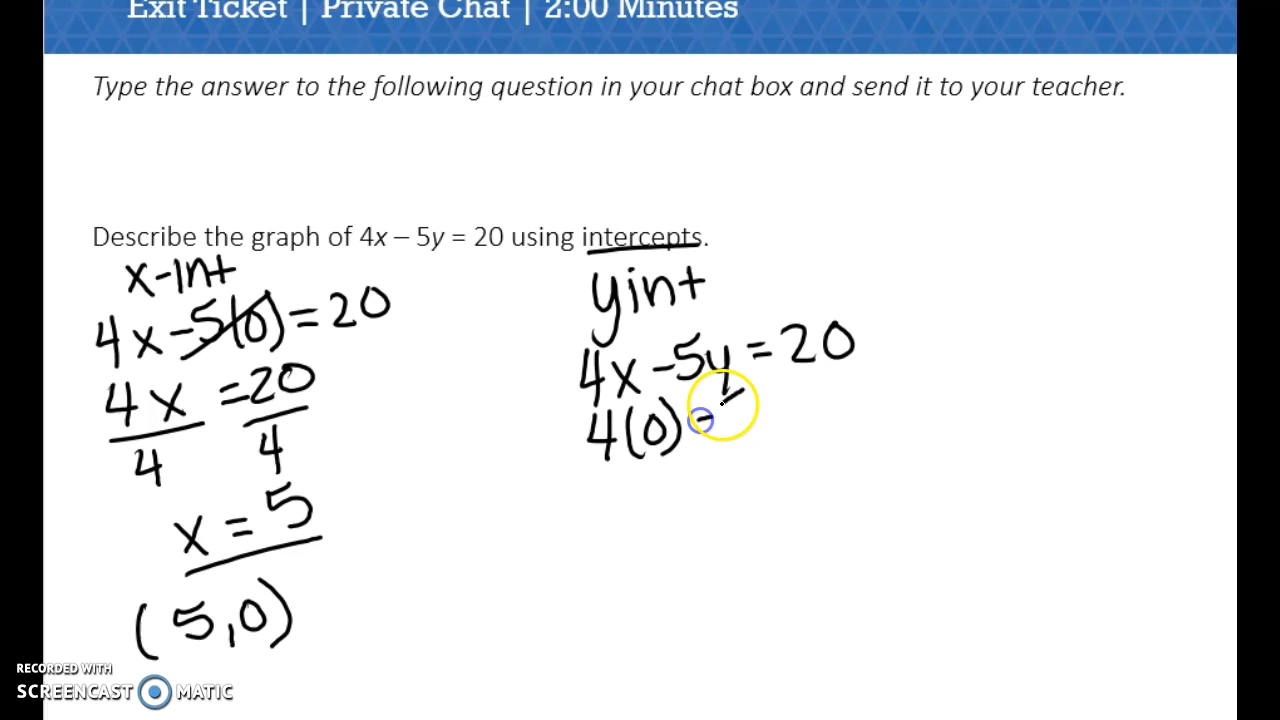 Exit Ticket | Private Chat | 2:00 Minutes
Type the answer to the following question in your chat box and send it to your teacher.
Describe the graph of 4x – 5y = 20 using intercepts.
x-int
4x-5(0)=20
4x =20
4 4
x = 5
(5,0)
yint
4x-5y=20
4(0)-
RECORDED WITH
SCREENCAST MATIC